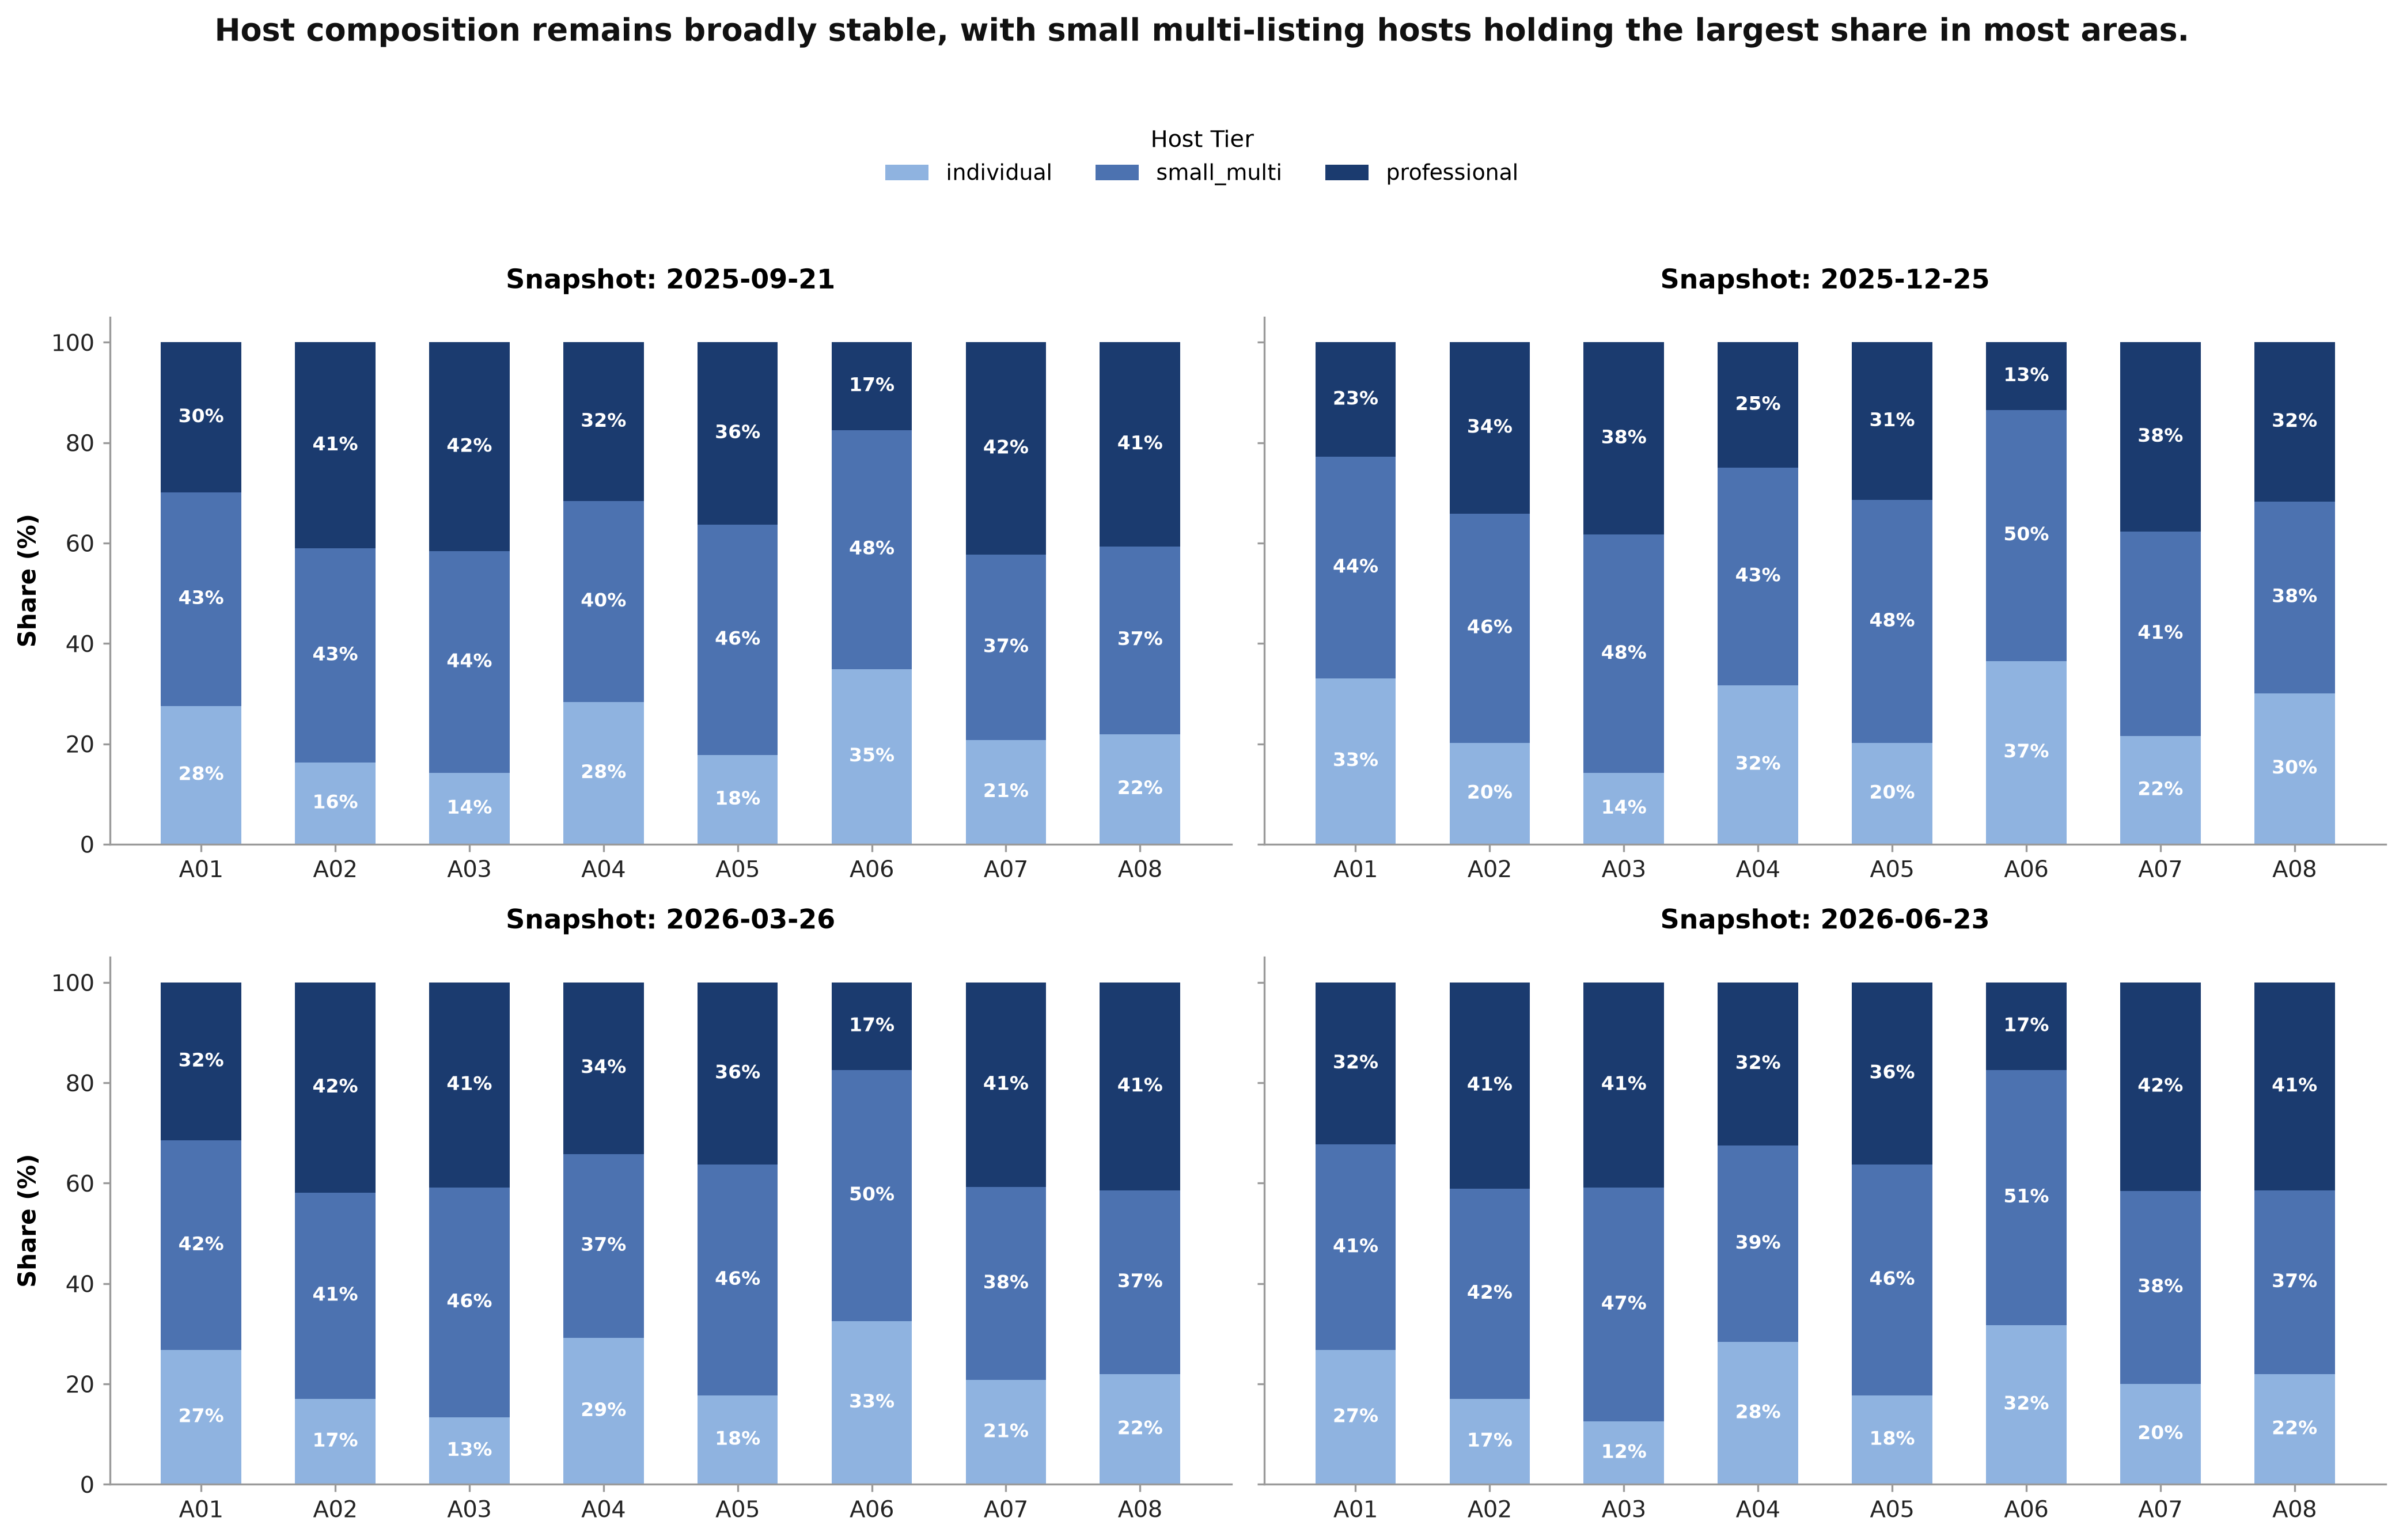 Host composition remains broadly stable, with small multi-listing hosts holding the largest share in most areas.
Host Tier
individual small_multi professional
Snapshot: 2025-09-21
Share (%)
100
80
60
40
20
0
30% 41% 42% 32% 36% 17% 42% 41%
43% 43% 44% 40% 46% 48% 37% 37%
28% 16% 14% 28% 18% 35% 21% 22%
A01 A02 A03 A04 A05 A06 A07 A08
Snapshot: 2025-12-25
23% 34% 38% 25% 31% 13% 38% 32%
44% 46% 48% 43% 48% 50% 41% 38%
33% 20% 14% 32% 20% 37% 22% 30%
A01 A02 A03 A04 A05 A06 A07 A08
Snapshot: 2026-03-26
Share (%)
100
80
60
40
20
0
32% 42% 41% 34% 36% 17% 41% 41%
42% 41% 46% 37% 46% 50% 38% 37%
27% 17% 13% 29% 18% 33% 21% 22%
A01 A02 A03 A04 A05 A06 A07 A08
Snapshot: 2026-06-23
32% 41% 41% 32% 36% 17% 42% 41%
41% 42% 47% 39% 46% 51% 38% 37%
27% 17% 12% 28% 18% 32% 20% 22%
A01 A02 A03 A04 A05 A06 A07 A08